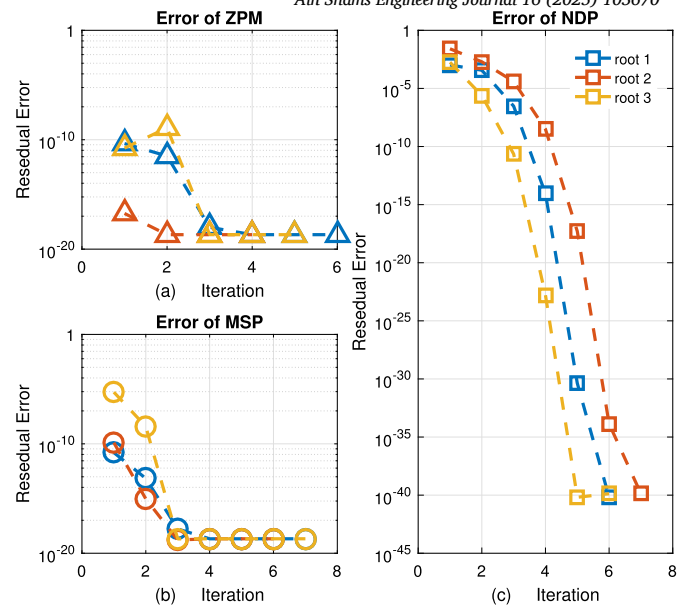 Ain Shams Engineering Journal 16 (2025) 103670
Error of ZPM
1
10-10
10-20
Resedual Error
0 2 4 6
(a) Iteration
Error of MSP
1
10-10
10-20
Resedual Error
0 2 4 6 8
(b) Iteration
Error of NDP
root 1
root 2
root 3
1
10-5
10-10
10-15
10-20
10-25
10-30
10-35
10-40
10-45
Resedual Error
0 2 4 6 8
(c) Iteration